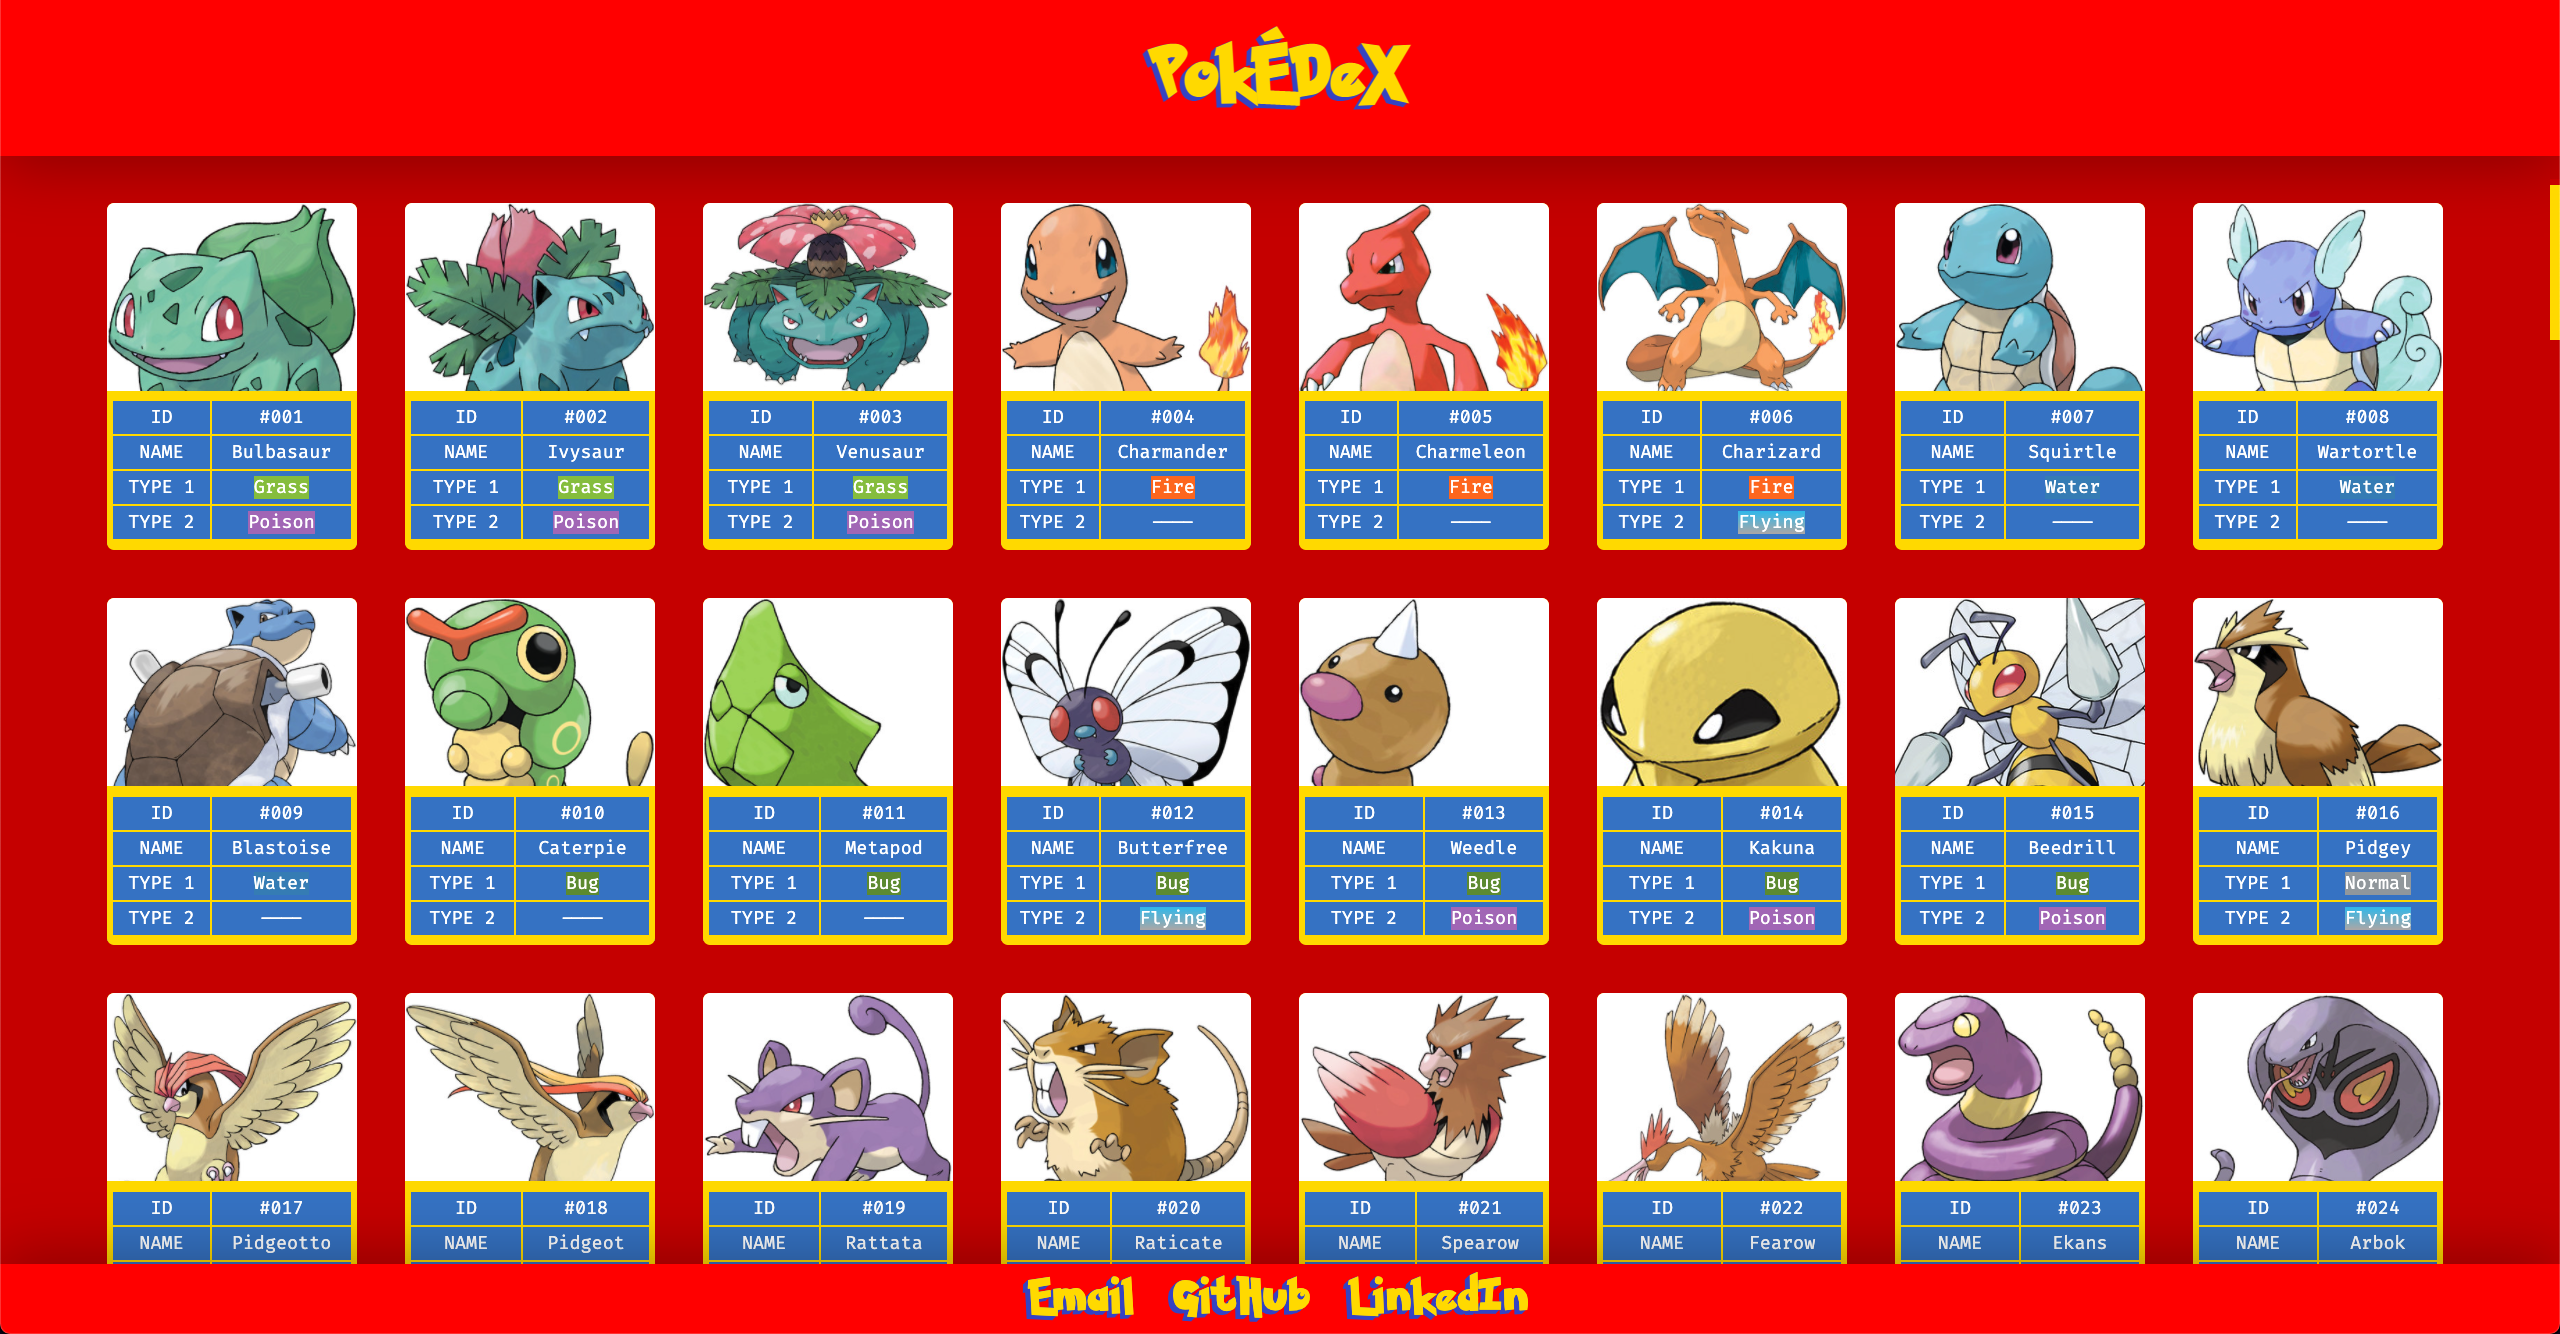 PokÉDeX
ID #001
NAME Bulbasaur
TYPE 1 Grass
TYPE 2 Poison
ID #002
NAME Ivysaur
TYPE 1 Grass
TYPE 2 Poison
ID #003
NAME Venusaur
TYPE 1 Grass
TYPE 2 Poison
ID #004
NAME Charmander
TYPE 1 Fire
TYPE 2 ——
ID #005
NAME Charmeleon
TYPE 1 Fire
TYPE 2 ——
ID #006
NAME Charizard
TYPE 1 Fire
TYPE 2 Flying
ID #007
NAME Squirtle
TYPE 1 Water
TYPE 2 ——
ID #008
NAME Wartortle
TYPE 1 Water
TYPE 2 ——
ID #009
NAME Blastoise
TYPE 1 Water
TYPE 2 ——
ID #010
NAME Caterpie
TYPE 1 Bug
TYPE 2 ——
ID #011
NAME Metapod
TYPE 1 Bug
TYPE 2 ——
ID #012
NAME Butterfree
TYPE 1 Bug
TYPE 2 Flying
ID #013
NAME Weedle
TYPE 1 Bug
TYPE 2 Poison
ID #014
NAME Kakuna
TYPE 1 Bug
TYPE 2 Poison
ID #015
NAME Beedrill
TYPE 1 Bug
TYPE 2 Poison
ID #016
NAME Pidgey
TYPE 1 Normal
TYPE 2 Flying
ID #017
NAME Pidgeotto
ID #018
NAME Pidgeot
ID #019
NAME Rattata
ID #020
NAME Raticate
ID #021
NAME Spearow
ID #022
NAME Fearow
ID #023
NAME Ekans
ID #024
NAME Arbok
Email GitHub LinkedIn